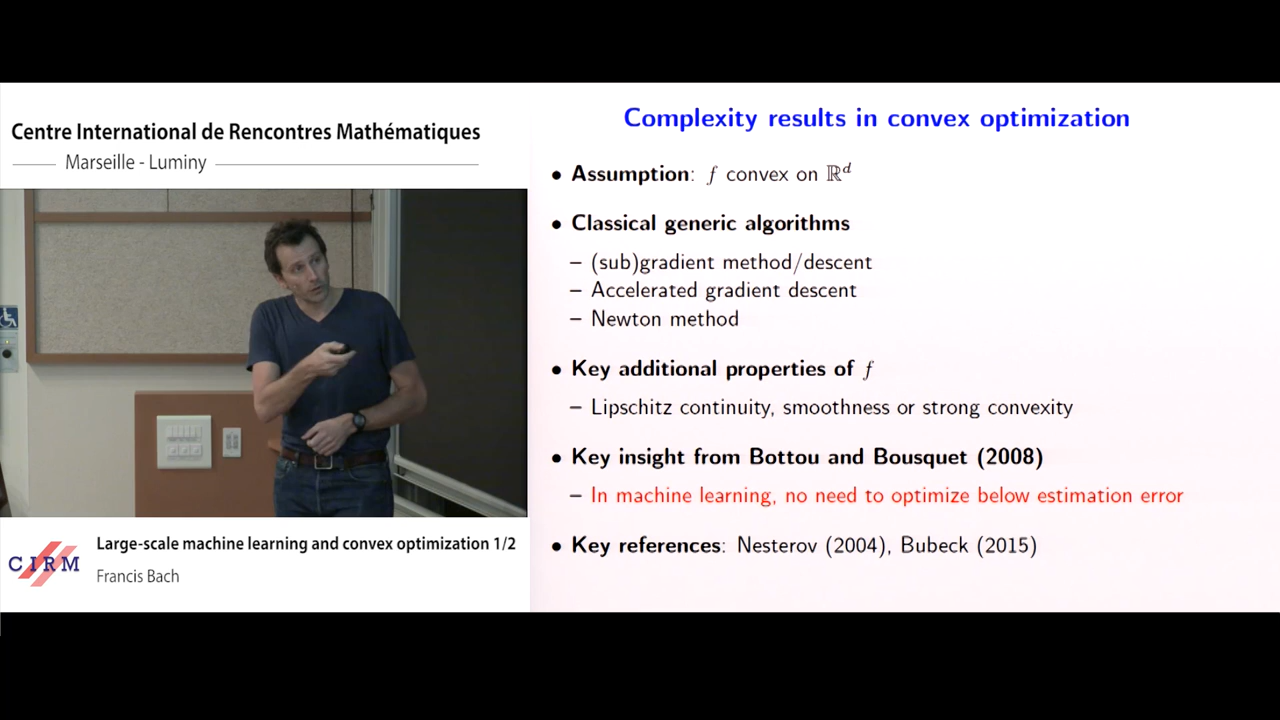 Centre International de Rencontres Mathématiques
Marseille - Luminy
CIRM
Large-scale machine learning and convex optimization 1/2
Francis Bach
Complexity results in convex optimization
• Assumption: f convex on ℝᵈ
• Classical generic algorithms
– (sub)gradient method/descent
– Accelerated gradient descent
– Newton method
• Key additional properties of f
– Lipschitz continuity, smoothness or strong convexity
• Key insight from Bottou and Bousquet (2008)
– In machine learning, no need to optimize below estimation error
• Key references: Nesterov (2004), Bubeck (2015)